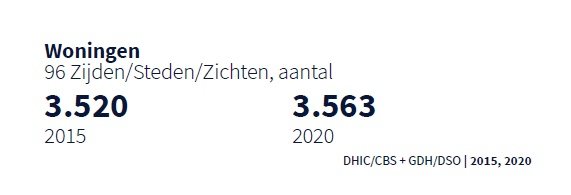 Woningen
96 Zijden/Steden/Zichten, aantal
3.520 3.563
2015 2020
DHIC/CBS + GDH/DSO | 2015, 2020